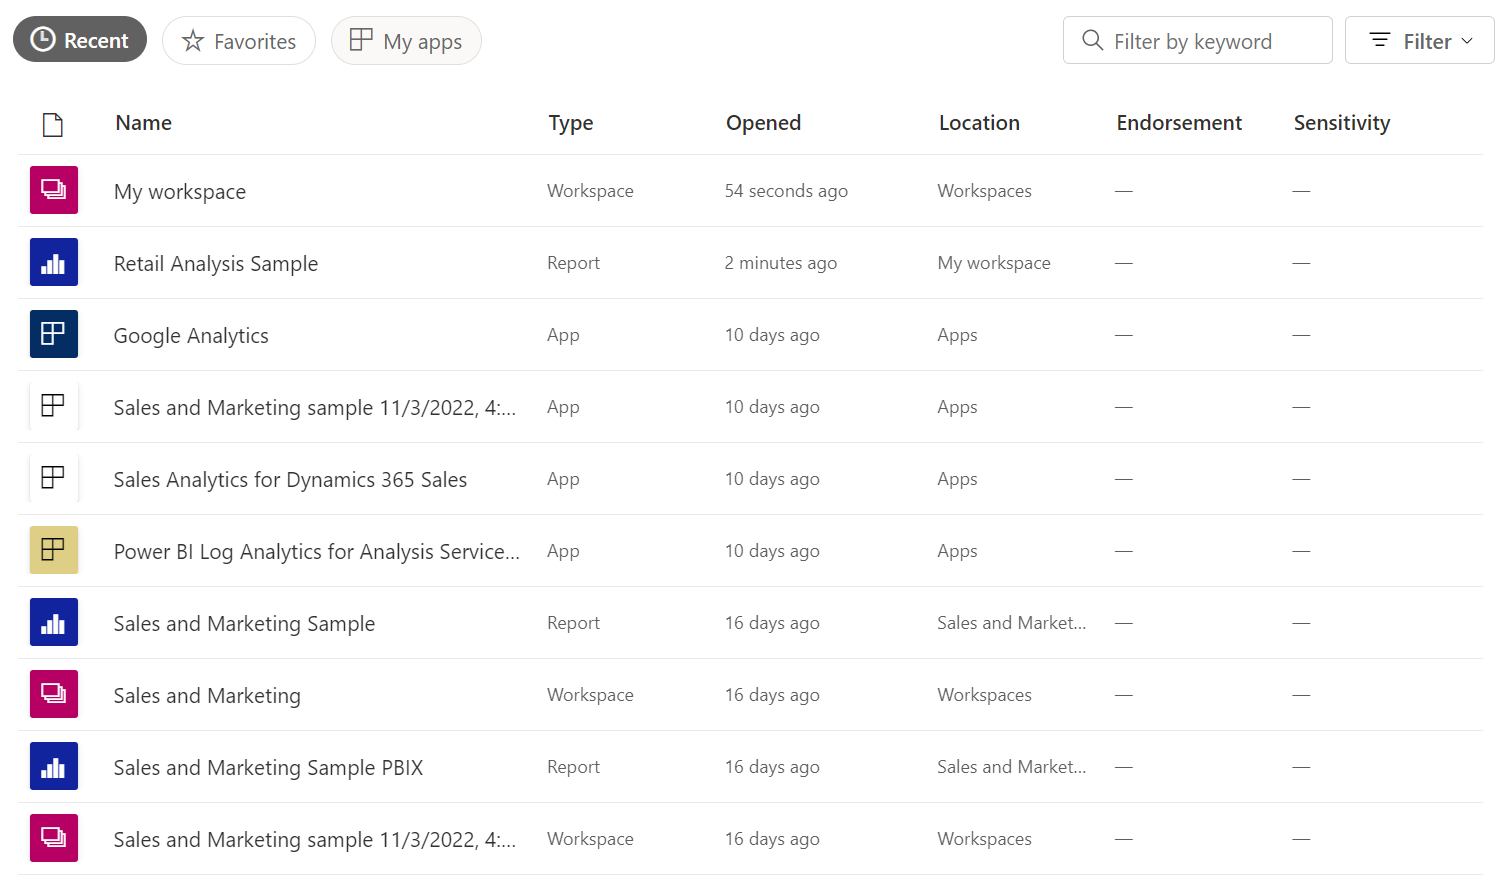 Recent Favorites My apps Filter by keyword Filter
Name Type Opened Location Endorsement Sensitivity
My workspace Workspace 54 seconds ago Workspaces — —
Retail Analysis Sample Report 2 minutes ago My workspace — —
Google Analytics App 10 days ago Apps — —
Sales and Marketing sample 11/3/2022, 4:... App 10 days ago Apps — —
Sales Analytics for Dynamics 365 Sales App 10 days ago Apps — —
Power BI Log Analytics for Analysis Service... App 10 days ago Apps — —
Sales and Marketing Sample Report 16 days ago Sales and Market... — —
Sales and Marketing Workspace 16 days ago Workspaces — —
Sales and Marketing Sample PBIX Report 16 days ago Sales and Market... — —
Sales and Marketing sample 11/3/2022, 4:... Workspace 16 days ago Workspaces — —